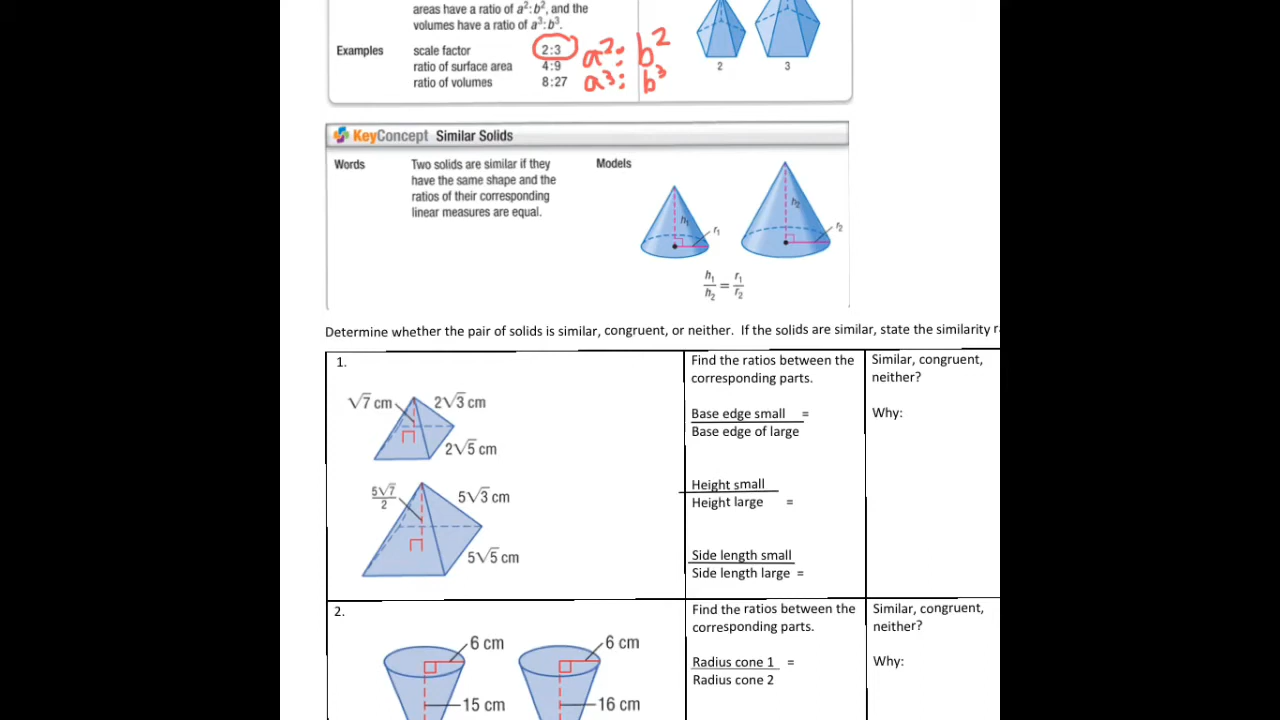 areas have a ratio of a²:b², and the
volumes have a ratio of a³:b³.
Examples
scale factor 2:3
ratio of surface area 4:9
ratio of volumes 8:27
a²: b²
a³: b³
2 3
KeyConcept Similar Solids
Words
Two solids are similar if they
have the same shape and the
ratios of their corresponding
linear measures are equal.
Models
h₁ r₁
h₂ r₂
h₁/h₂ = r₁/r₂
Determine whether the pair of solids is similar, congruent, or neither. If the solids are similar, state the similarity r
1.
√7 cm 2√3 cm
2√5 cm
5√7/2 5√3 cm
5√5 cm
Find the ratios between the
corresponding parts.
Base edge small =
Base edge of large
Height small
Height large =
Side length small
Side length large =
Similar, congruent,
neither?
Why:
2.
6 cm 6 cm
15 cm 16 cm
Find the ratios between the
corresponding parts.
Radius cone 1 =
Radius cone 2
Similar, congruent,
neither?
Why: